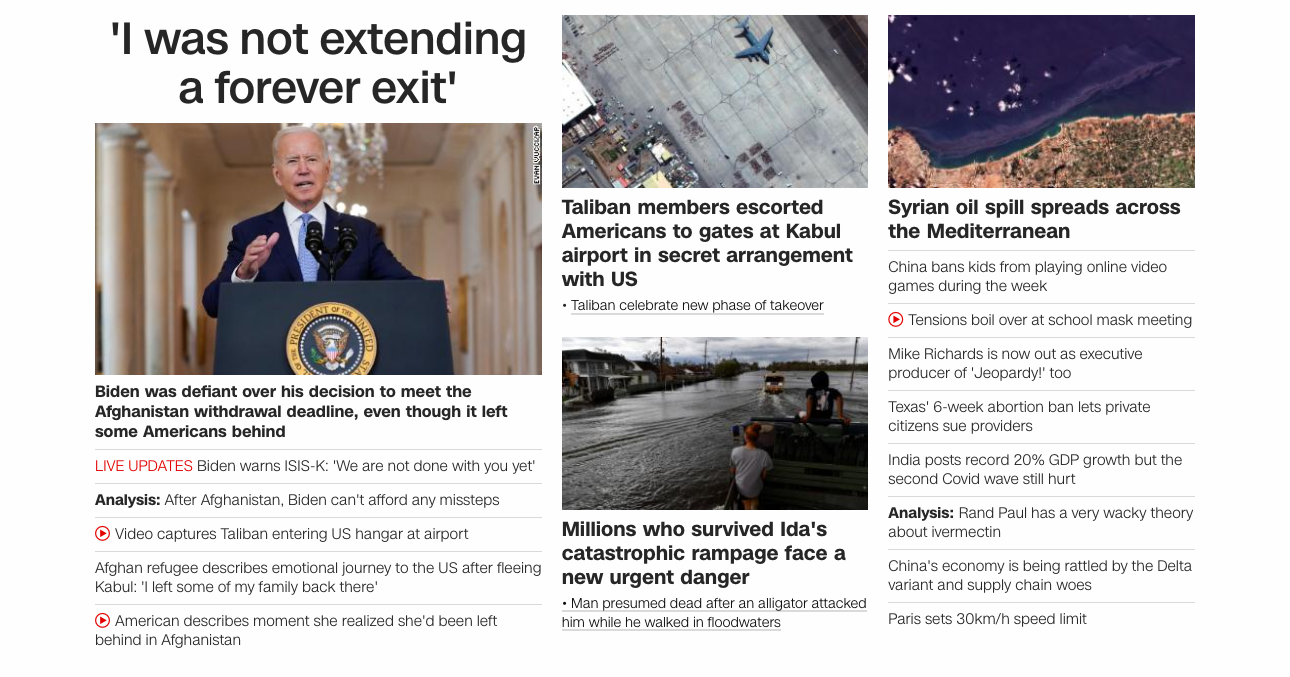 'I was not extending
a forever exit'
EVAN VUCCI/AP
PRESIDENT OF THE UNITED
Biden was defiant over his decision to meet the
Afghanistan withdrawal deadline, even though it left
some Americans behind
LIVE UPDATES Biden warns ISIS-K: 'We are not done with you yet'
Analysis: After Afghanistan, Biden can't afford any missteps
Video captures Taliban entering US hangar at airport
Afghan refugee describes emotional journey to the US after fleeing
Kabul: 'I left some of my family back there'
American describes moment she realized she'd been left
behind in Afghanistan
Taliban members escorted
Americans to gates at Kabul
airport in secret arrangement
with US
• Taliban celebrate new phase of takeover
Millions who survived Ida's
catastrophic rampage face a
new urgent danger
• Man presumed dead after an alligator attacked
him while he walked in floodwaters
Syrian oil spill spreads across
the Mediterranean
China bans kids from playing online video
games during the week
Tensions boil over at school mask meeting
Mike Richards is now out as executive
producer of 'Jeopardy!' too
Texas' 6-week abortion ban lets private
citizens sue providers
India posts record 20% GDP growth but the
second Covid wave still hurt
Analysis: Rand Paul has a very wacky theory
about ivermectin
China's economy is being rattled by the Delta
variant and supply chain woes
Paris sets 30km/h speed limit